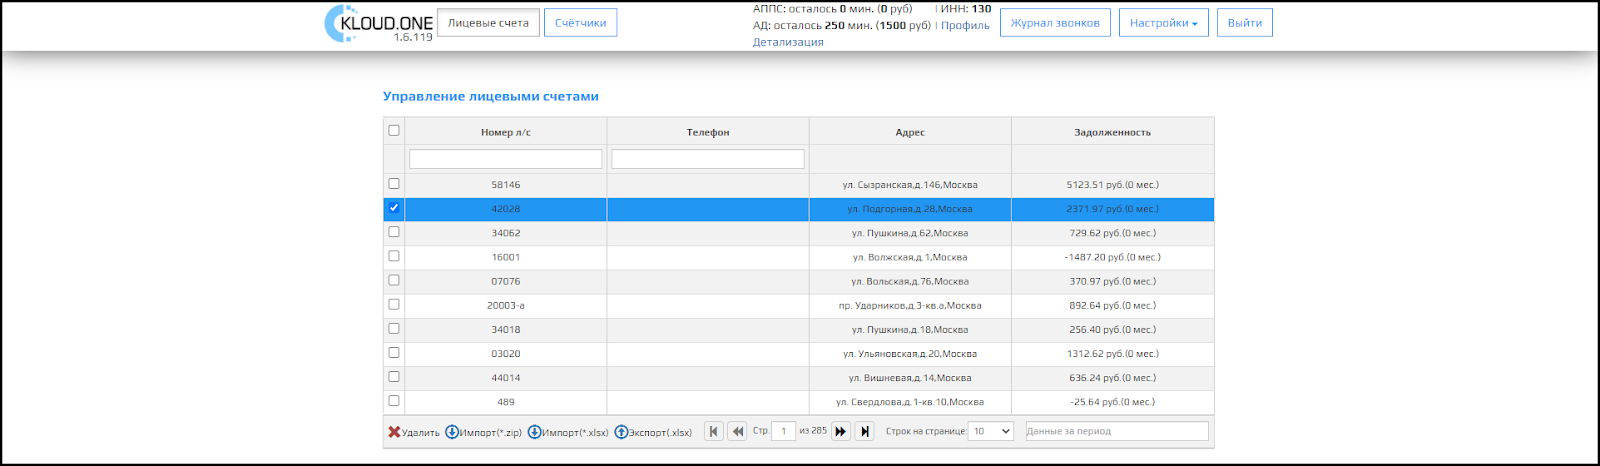 KLOUD.ONE
1.6.119
Лицевые счета
Счётчики
АППС: осталось 0 мин. (0 руб) | ИНН: 130
АД: осталось 250 мин. (1500 руб) | Профиль
Детализация
Журнал звонков
Настройки
Выйти
Управление лицевыми счетами
Номер л/с Телефон Адрес Задолженность
58146 ул. Сызранская,д.146,Москва 5123.51 руб.(0 мес.)
42028 ул. Подгорная,д.28,Москва 2371.97 руб.(0 мес.)
34062 ул. Пушкина,д.62,Москва 729.62 руб.(0 мес.)
16001 ул. Волжская,д.1,Москва -1487.20 руб.(0 мес.)
07076 ул. Вольская,д.76,Москва 370.97 руб.(0 мес.)
20003-а пр. Ударников,д.3-кв.а,Москва 892.64 руб.(0 мес.)
34018 ул. Пушкина,д.18,Москва 256.40 руб.(0 мес.)
03020 ул. Ульяновская,д.20,Москва 1312.62 руб.(0 мес.)
44014 ул. Вишневая,д.14,Москва 636.24 руб.(0 мес.)
489 ул. Свердлова,д.1-кв.10,Москва -25.64 руб.(0 мес.)
Удалить Импорт(*.zip) Импорт(*.xlsx) Экспорт(.xlsx) Стр. 1 из 285 Строк на странице: 10 Данные за период